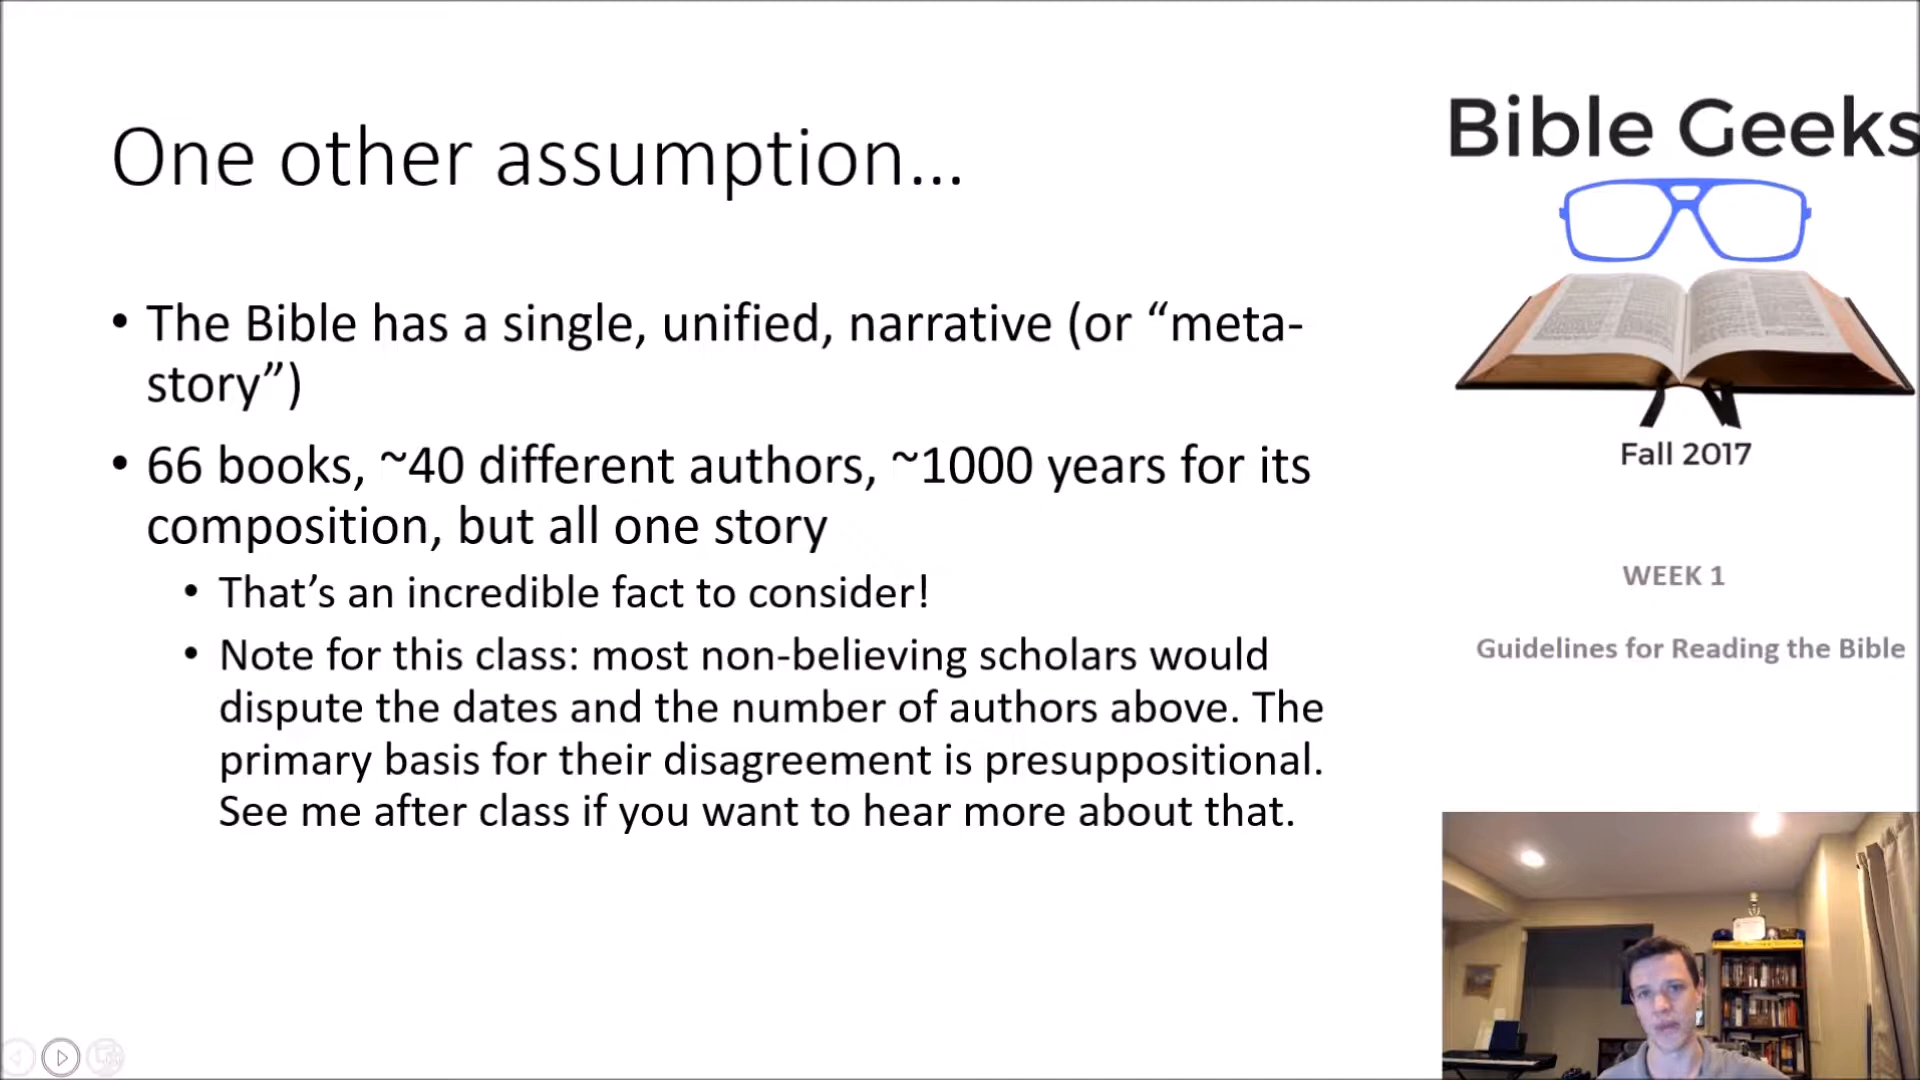 One other assumption...
• The Bible has a single, unified, narrative (or “meta-
story”)
• 66 books, ~40 different authors, ~1000 years for its
composition, but all one story
• That’s an incredible fact to consider!
• Note for this class: most non-believing scholars would
dispute the dates and the number of authors above. The
primary basis for their disagreement is presuppositional.
See me after class if you want to hear more about that.
Bible Geeks
Fall 2017
WEEK 1
Guidelines for Reading the Bible